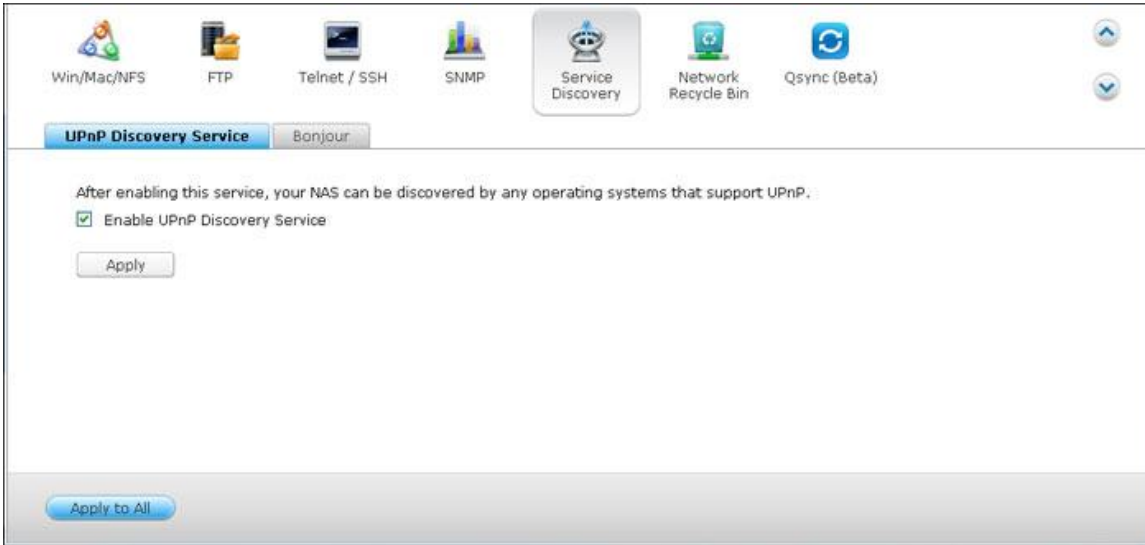 Win/Mac/NFS
FTP
Telnet / SSH
SNMP
Service
Discovery
Network
Recycle Bin
Qsync (Beta)
UPnP Discovery Service
Bonjour
After enabling this service, your NAS can be discovered by any operating systems that support UPnP.
Enable UPnP Discovery Service
Apply
Apply to All